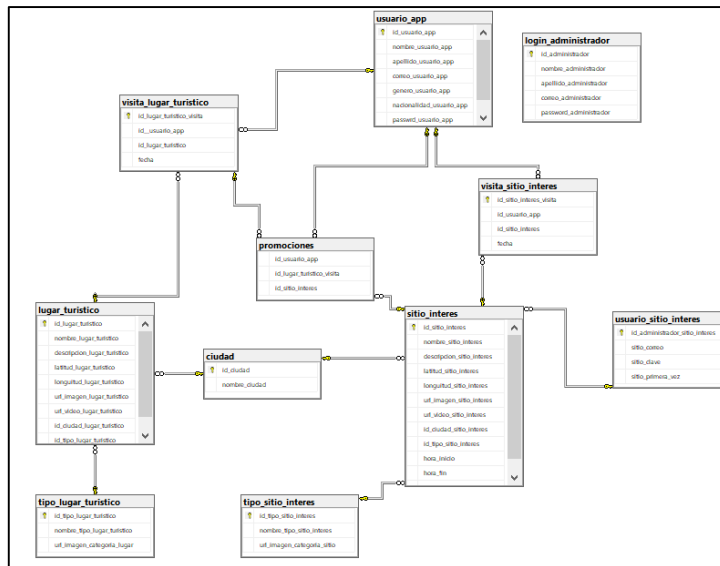 usuario_app
id_usuario_app
nombre_usuario_app
apellido_usuario_app
correo_usuario_app
genero_usuario_app
nacionalidad_usuario_app
passwrd_usuario_app
login_administrador
id_administrador
nombre_administrador
apellido_administrador
correo_administrador
password_administrador
visita_lugar_turistico
id_lugar_turistico_visita
id__usuario_app
id_lugar_turistico
fecha
visita_sitio_interes
id_sitio_interes_visita
id_usuario_app
id_sitio_interes
fecha
promociones
id_usuario_app
id_lugar_turistico_visita
id_sitio_interes
lugar_turistico
id_lugar_turistico
nombre_lugar_turistico
descripcion_lugar_turistico
latitud_lugar_turistico
longuitud_lugar_turistico
url_imagen_lugar_turistico
url_video_lugar_turistico
id_ciudad_lugar_turistico
id_tipo_lugar_turistico
ciudad
id_ciudad
nombre_ciudad
sitio_interes
id_sitio_interes
nombre_sitio_interes
descripcion_sitio_interes
latitud_sitio_interes
longuitud_sitio_interes
url_imagen_sitio_interes
url_video_sitio_interes
id_ciudad_sitio_interes
id_tipo_sitio_interes
hora_inicio
hora_fin
usuario_sitio_interes
id_administrador_sitio_interes
sitio_correo
sitio_clave
sitio_primera_vez
tipo_lugar_turistico
id_tipo_lugar_turistico
nombre_tipo_lugar_turistico
url_imagen_categoria_lugar
tipo_sitio_interes
id_tipo_sitio_interes
nombre_tipo_sitio_interes
url_imagen_categoria_sitio